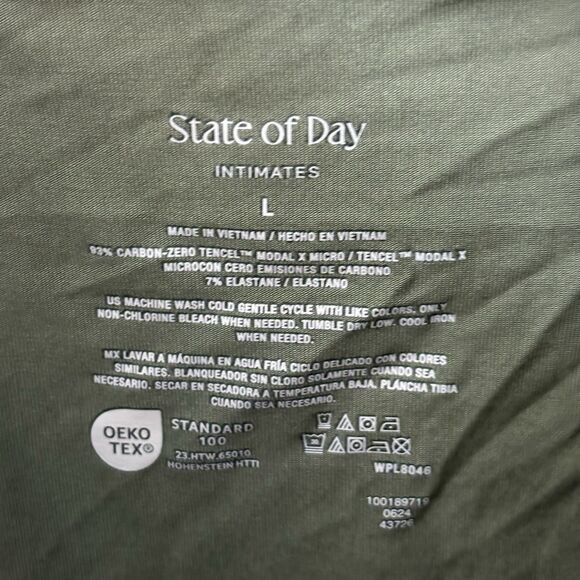 State of Day
INTIMATES
L
MADE IN VIETNAM / HECHO EN VIETNAM
93% CARBON-ZERO TENCEL™ MODAL X MICRO / TENCEL™ MODAL X
MICROCON CERO EMISIONES DE CARBONO
7% ELASTANE / ELASTANO
US MACHINE WASH COLD GENTLE CYCLE WITH LIKE COLORS. ONLY
NON-CHLORINE BLEACH WHEN NEEDED. TUMBLE DRY LOW. COOL IRON
WHEN NEEDED.
MX LAVAR A MÁQUINA EN AGUA FRÍA CICLO DELICADO CON COLORES
SIMILARES. BLANQUEADOR SIN CLORO SOLAMENTE CUANDO SEA
NECESARIO. SECAR EN SECADORA A TEMPERATURA BAJA. PLÁNCHA TIBIA
CUANDO SEA NECESARIO.
OEKO
TEX®
STANDARD
100
23.HTW.65010
HOHENSTEIN HTTI
WPL8046
100189719
0624
43726